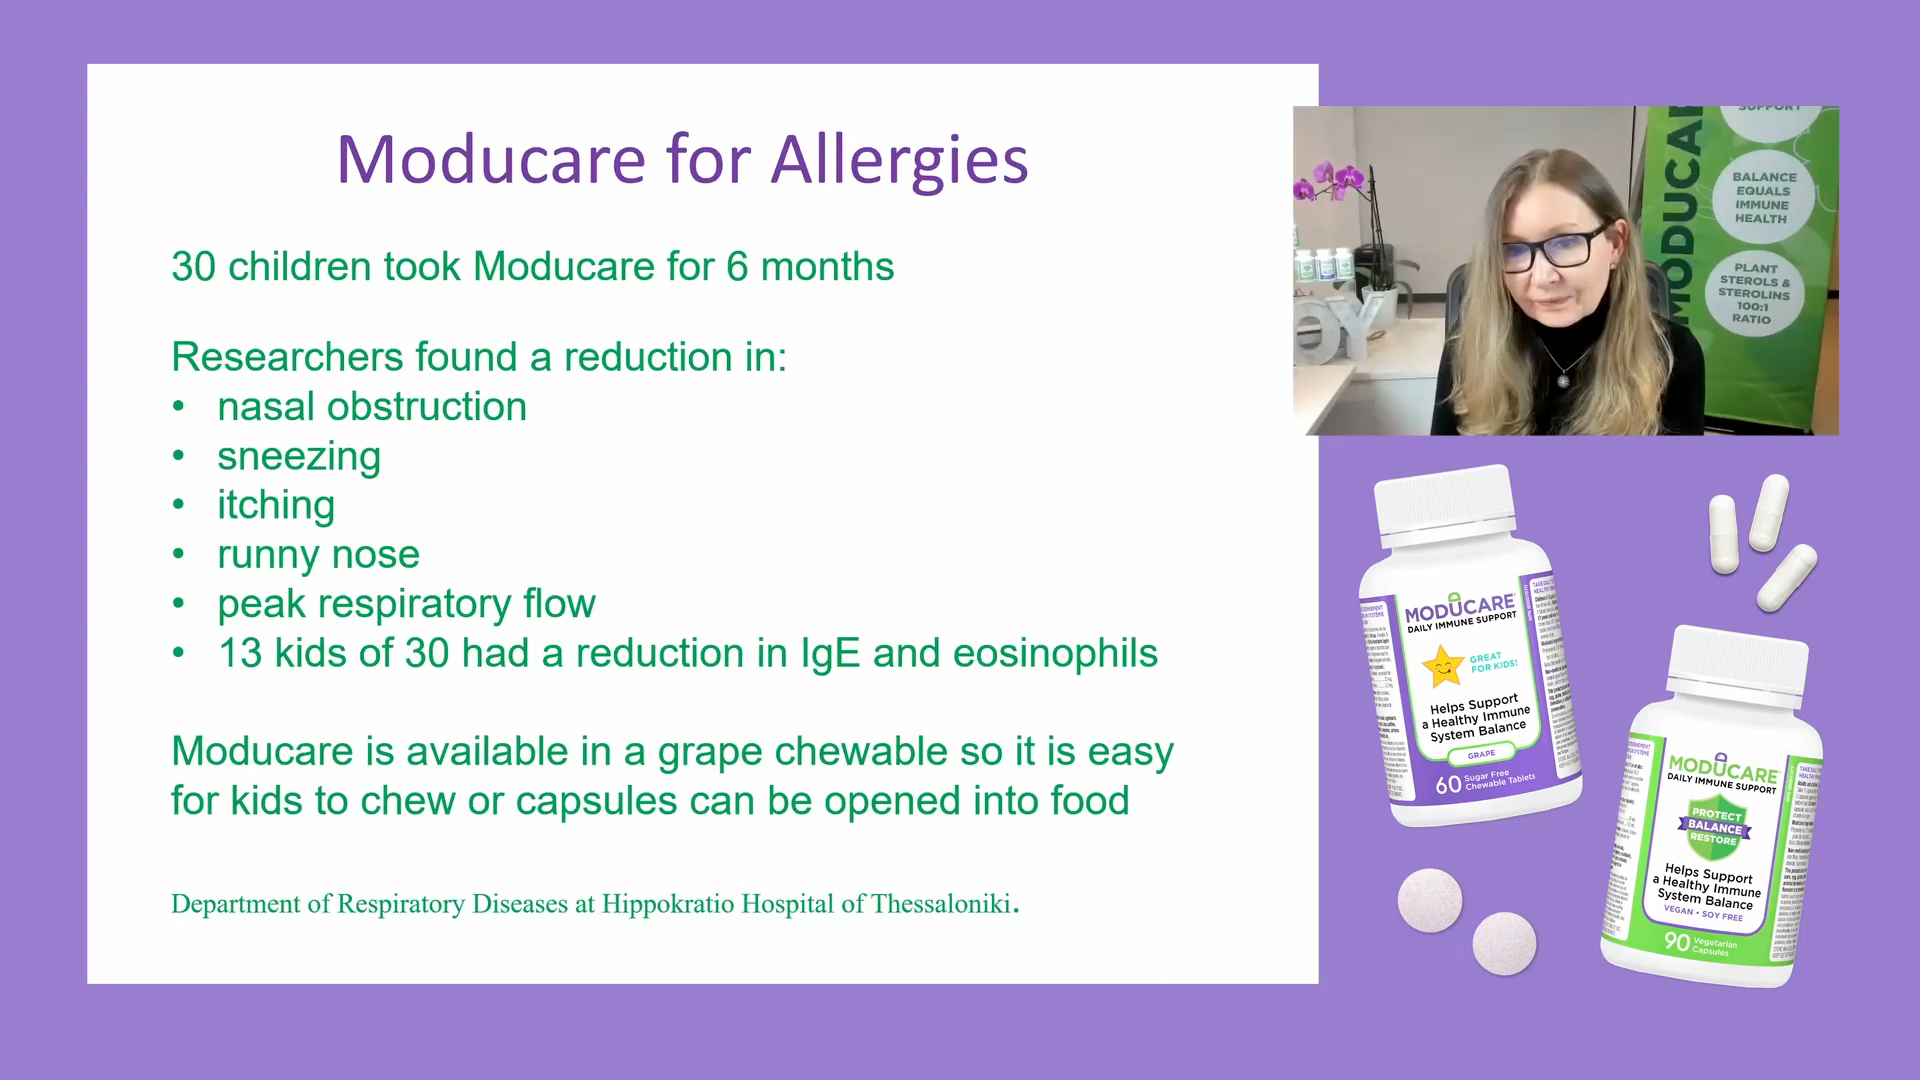 Moducare for Allergies
30 children took Moducare for 6 months
Researchers found a reduction in:
• nasal obstruction
• sneezing
• itching
• runny nose
• peak respiratory flow
• 13 kids of 30 had a reduction in IgE and eosinophils
Moducare is available in a grape chewable so it is easy
for kids to chew or capsules can be opened into food
Department of Respiratory Diseases at Hippokratio Hospital of Thessaloniki.
SUPPORT
BALANCE
EQUALS
IMMUNE
HEALTH
PLANT
STEROLS &
STEROLINS
100:1
RATIO
MODUCARE
DAILY IMMUNE SUPPORT
GREAT
FOR KIDS!
Helps Support
a Healthy Immune
System Balance
GRAPE
60 Sugar Free
Chewable Tablets
MODUCARE
DAILY IMMUNE SUPPORT
PROTECT
BALANCE
RESTORE
Helps Support
a Healthy Immune
System Balance
VEGAN • SOY FREE
90 Vegetarian
Capsules